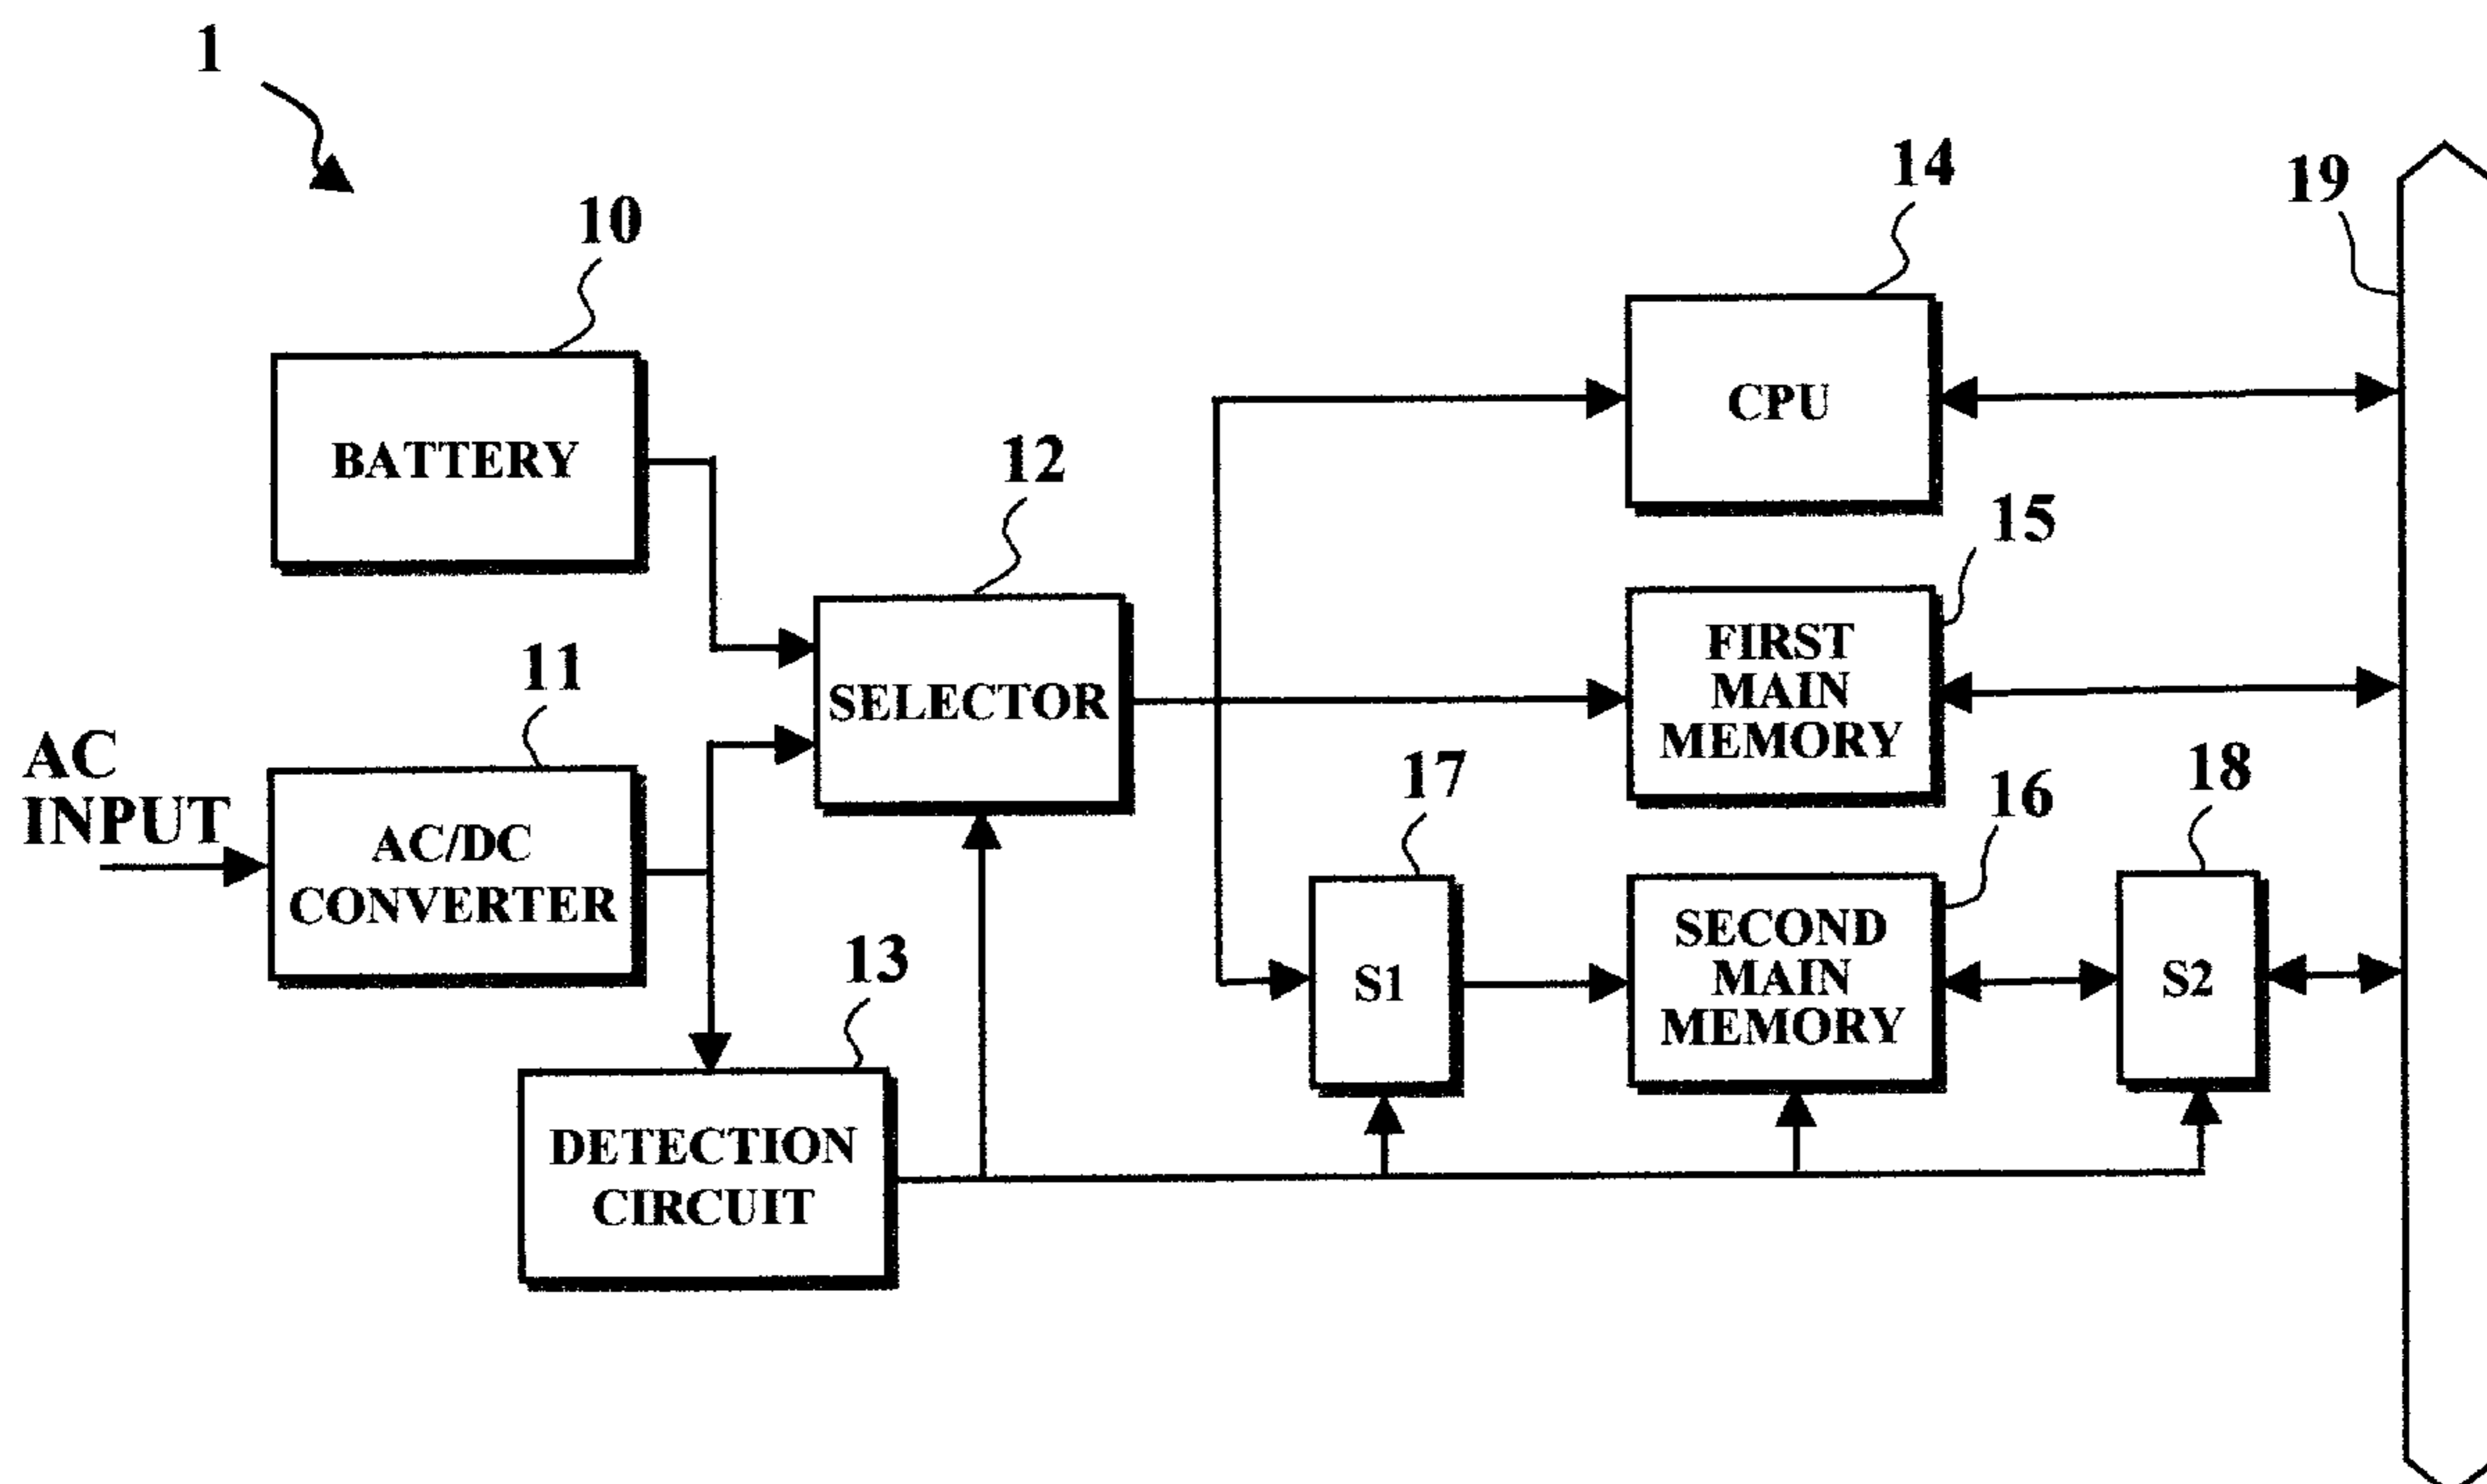 1
10
BATTERY
11
AC
INPUT
AC/DC
CONVERTER
12
SELECTOR
13
DETECTION
CIRCUIT
14
CPU
15
FIRST
MAIN
MEMORY
17
S1
16
SECOND
MAIN
MEMORY
18
S2
19